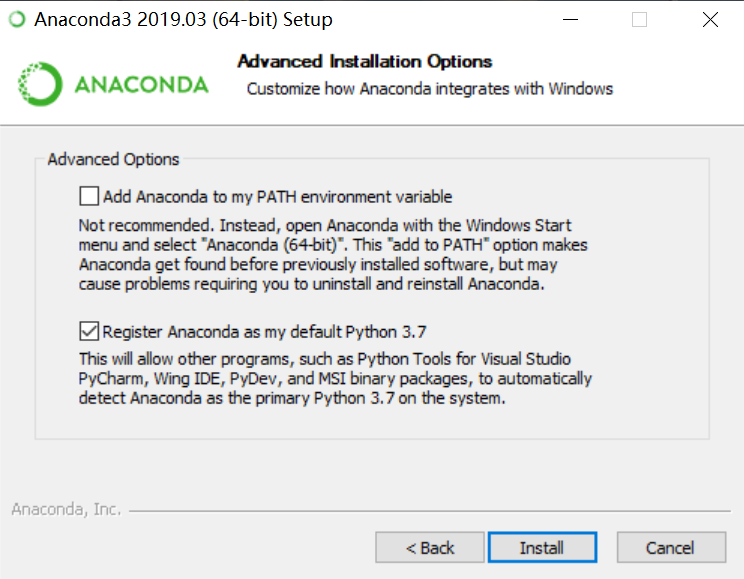 Anaconda3 2019.03 (64-bit) Setup
ANACONDA
Advanced Installation Options
Customize how Anaconda integrates with Windows
Advanced Options
Add Anaconda to my PATH environment variable
Not recommended. Instead, open Anaconda with the Windows Start
menu and select "Anaconda (64-bit)". This "add to PATH" option makes
Anaconda get found before previously installed software, but may
cause problems requiring you to uninstall and reinstall Anaconda.
Register Anaconda as my default Python 3.7
This will allow other programs, such as Python Tools for Visual Studio
PyCharm, Wing IDE, PyDev, and MSI binary packages, to automatically
detect Anaconda as the primary Python 3.7 on the system.
Anaconda, Inc.
< Back
Install
Cancel